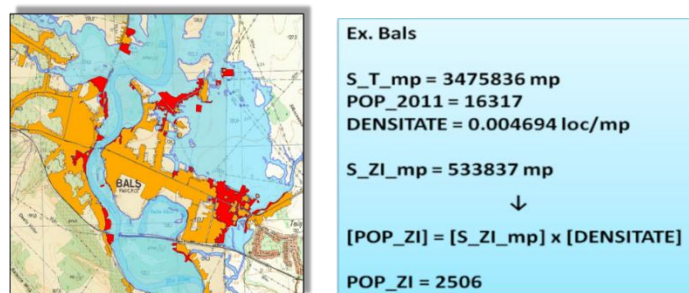 BALS
Ex. Bals
S_T_mp = 3475836 mp
POP_2011 = 16317
DENSITATE = 0.004694 loc/mp
S_ZI_mp = 533837 mp
↓
[POP_ZI] = [S_ZI_mp] x [DENSITATE]
POP_ZI = 2506